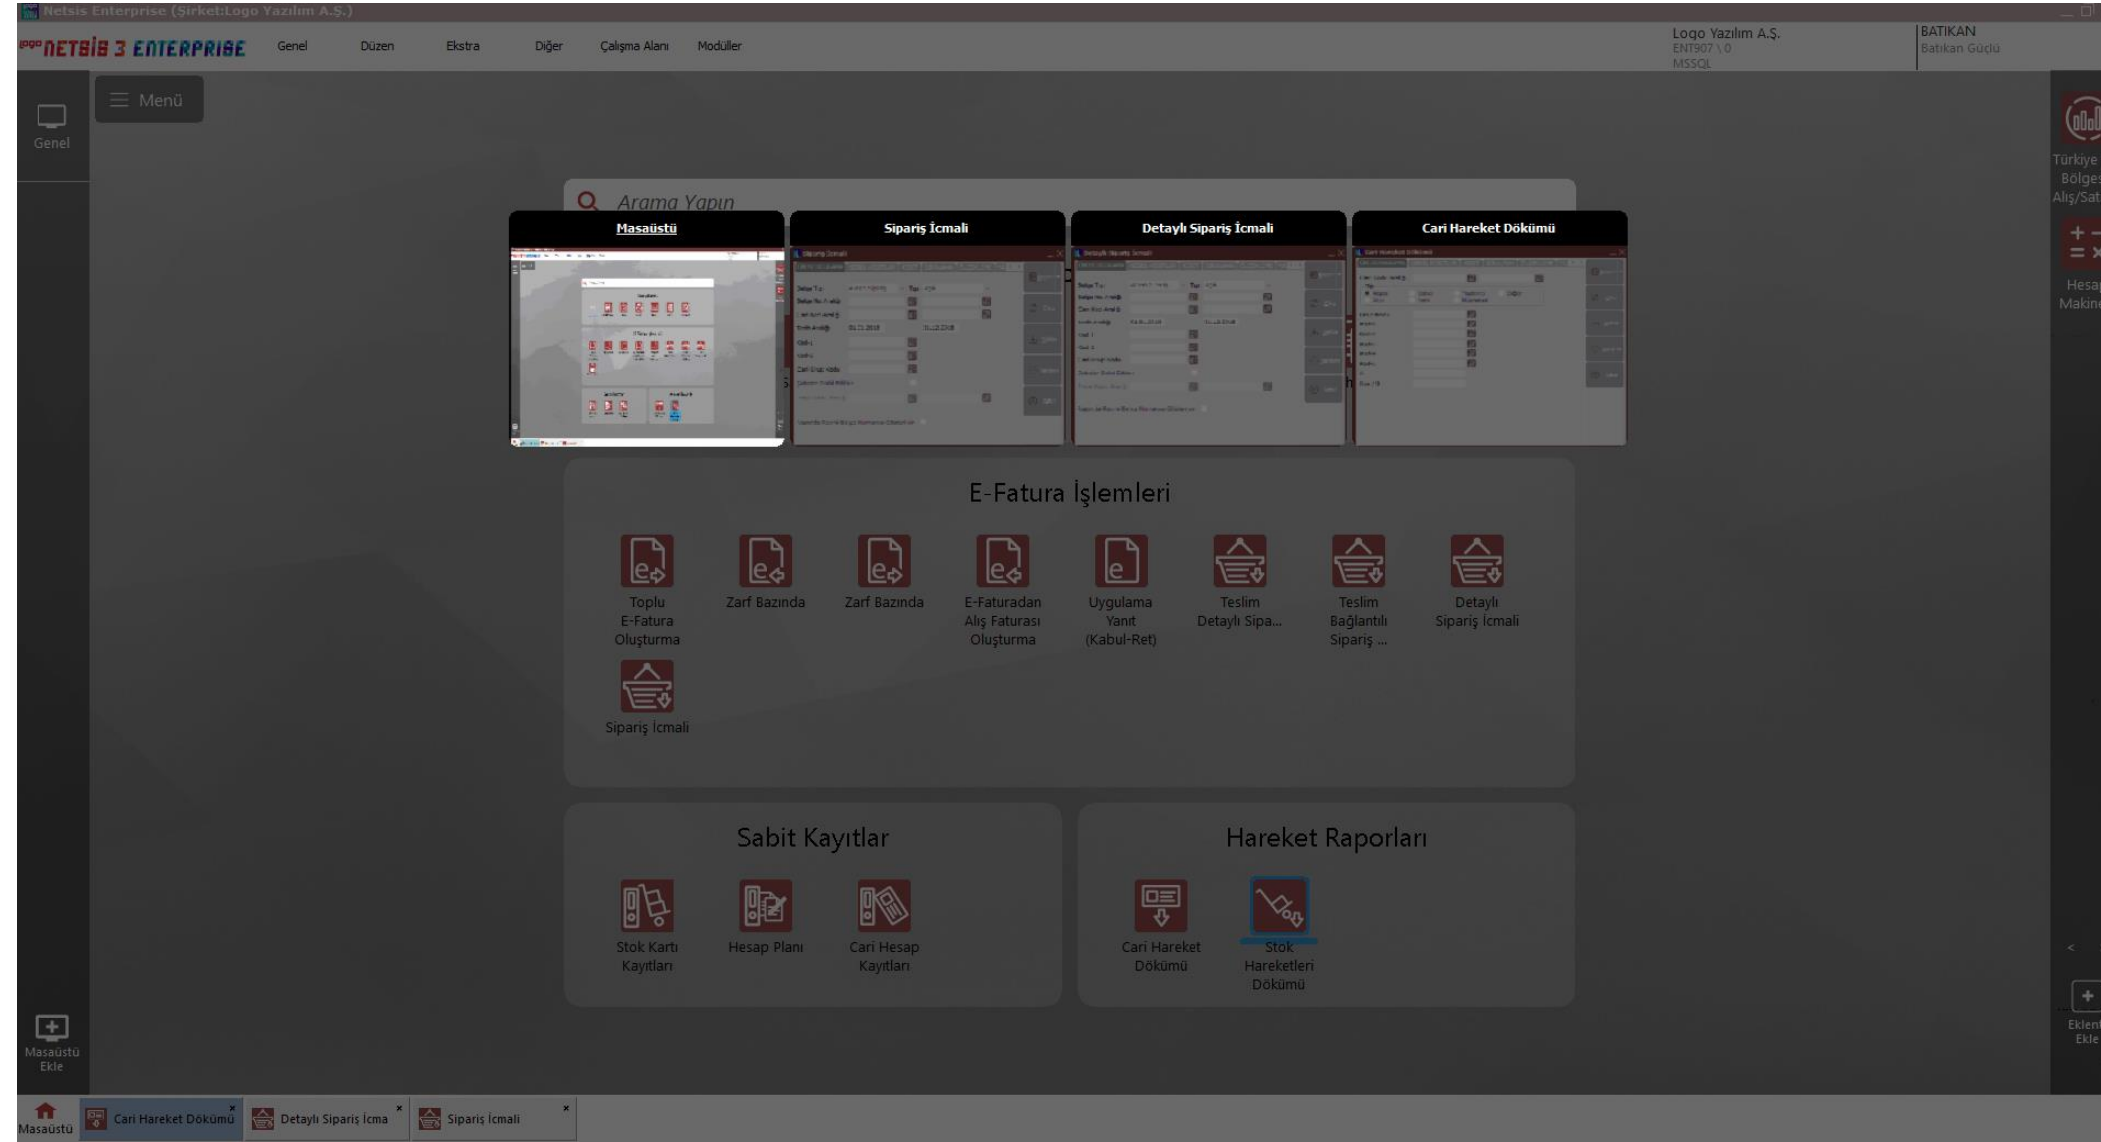 Netsis Enterprise (Şirket:Logo Yazılım A.Ş.)
logo NETSİS 3 ENTERPRISE
Genel
Düzen
Ekstra
Diğer
Çalışma Alanı
Modüller
Logo Yazılım A.Ş.
ENT907 \ 0
MSSQL
BATIKAN
Batıkan Güçlü
Menü
Genel
Arama Yapın
Masaüstü
Sipariş İcmali
Detaylı Sipariş İcmali
Cari Hareket Dökümü
Türkiye
Bölges
Alış/Sat
Hesap
Makine
E-Fatura İşlemleri
Toplu
E-Fatura
Oluşturma
Zarf Bazında
Zarf Bazında
E-Faturadan
Alış Faturası
Oluşturma
Uygulama
Yanıt
(Kabul-Ret)
Teslim
Detaylı Sipa...
Teslim
Bağlantılı
Sipariş ...
Detaylı
Sipariş İcmali
Sipariş İcmali
Sabit Kayıtlar
Stok Kartı
Kayıtları
Hesap Planı
Cari Hesap
Kayıtları
Hareket Raporları
Cari Hareket
Dökümü
Stok
Hareketleri
Dökümü
Masaüstü
Ekle
Eklent
Ekle
Masaüstü
Cari Hareket Dökümü
Detaylı Sipariş İcma
Sipariş İcmali